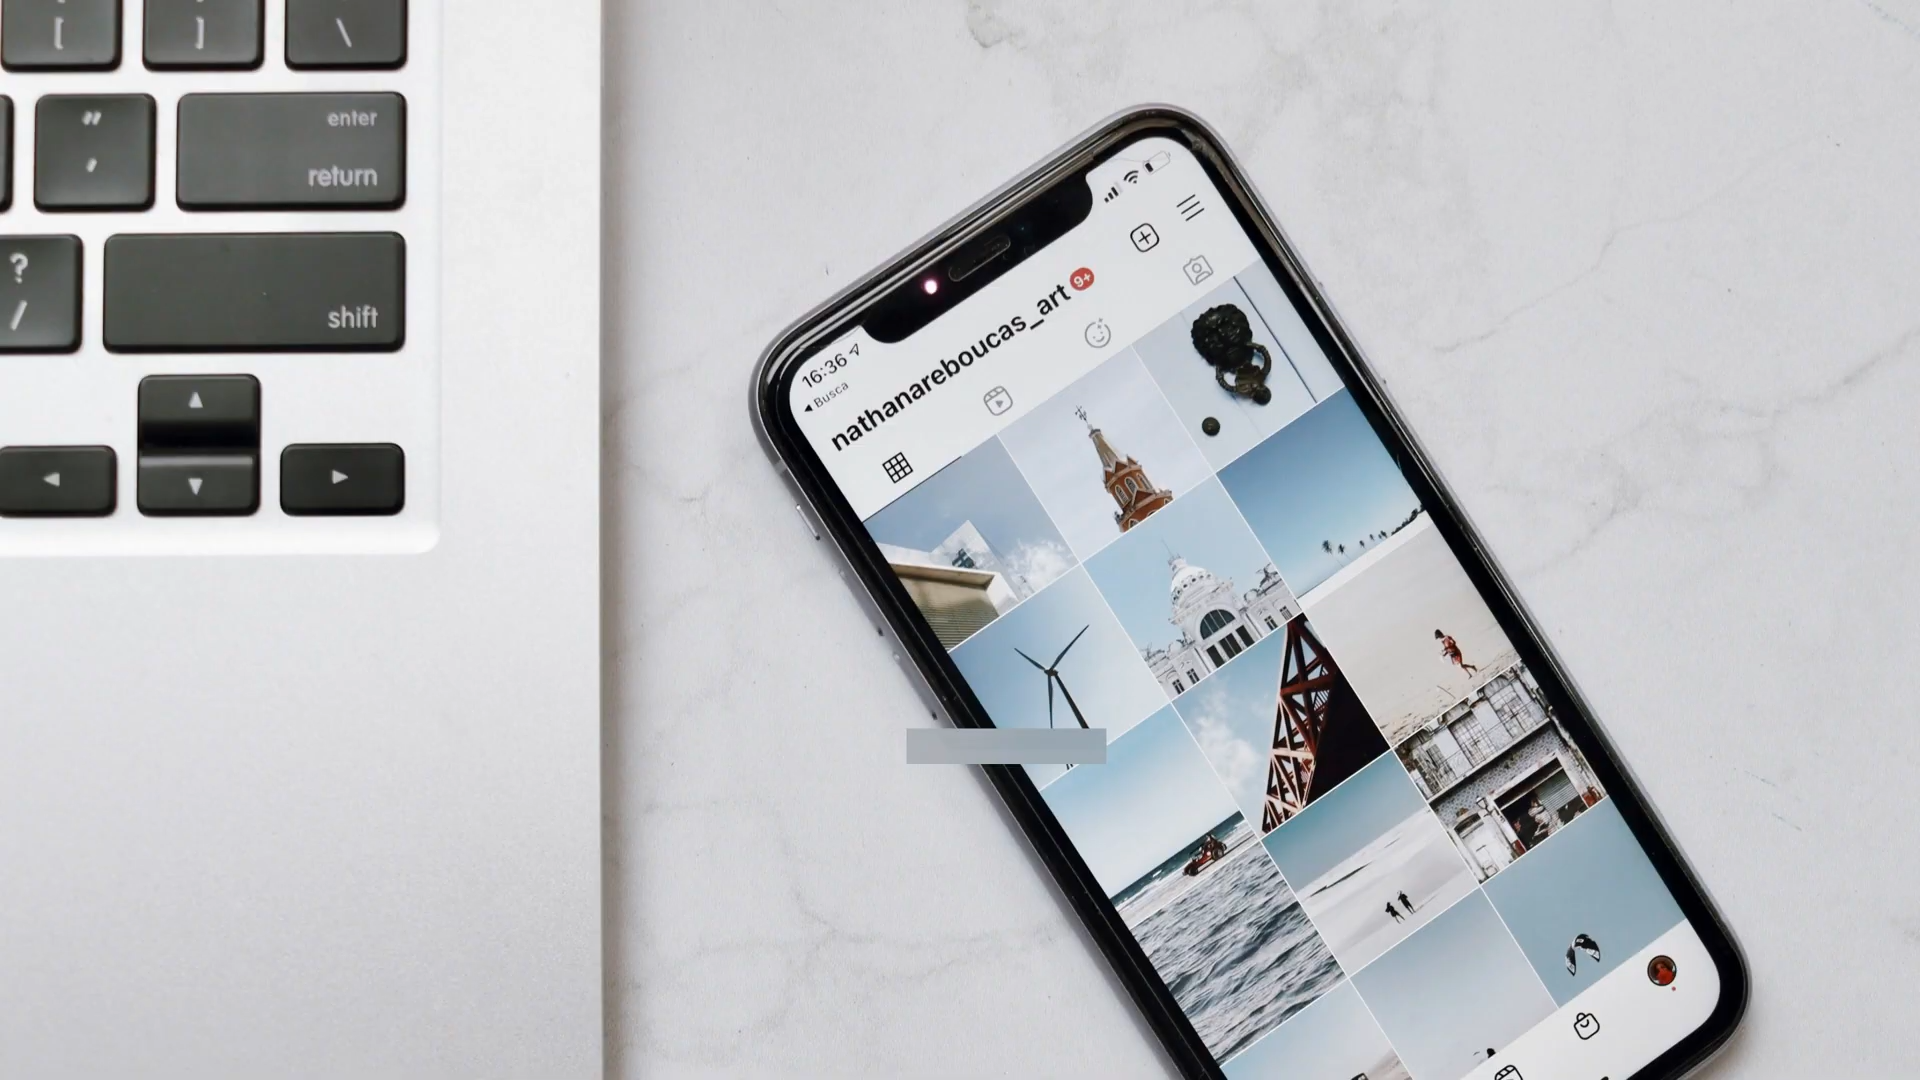 [
]
\
"
'
enter
return
?
/
shift
16:36
Busca
nathanareboucas_art
9+